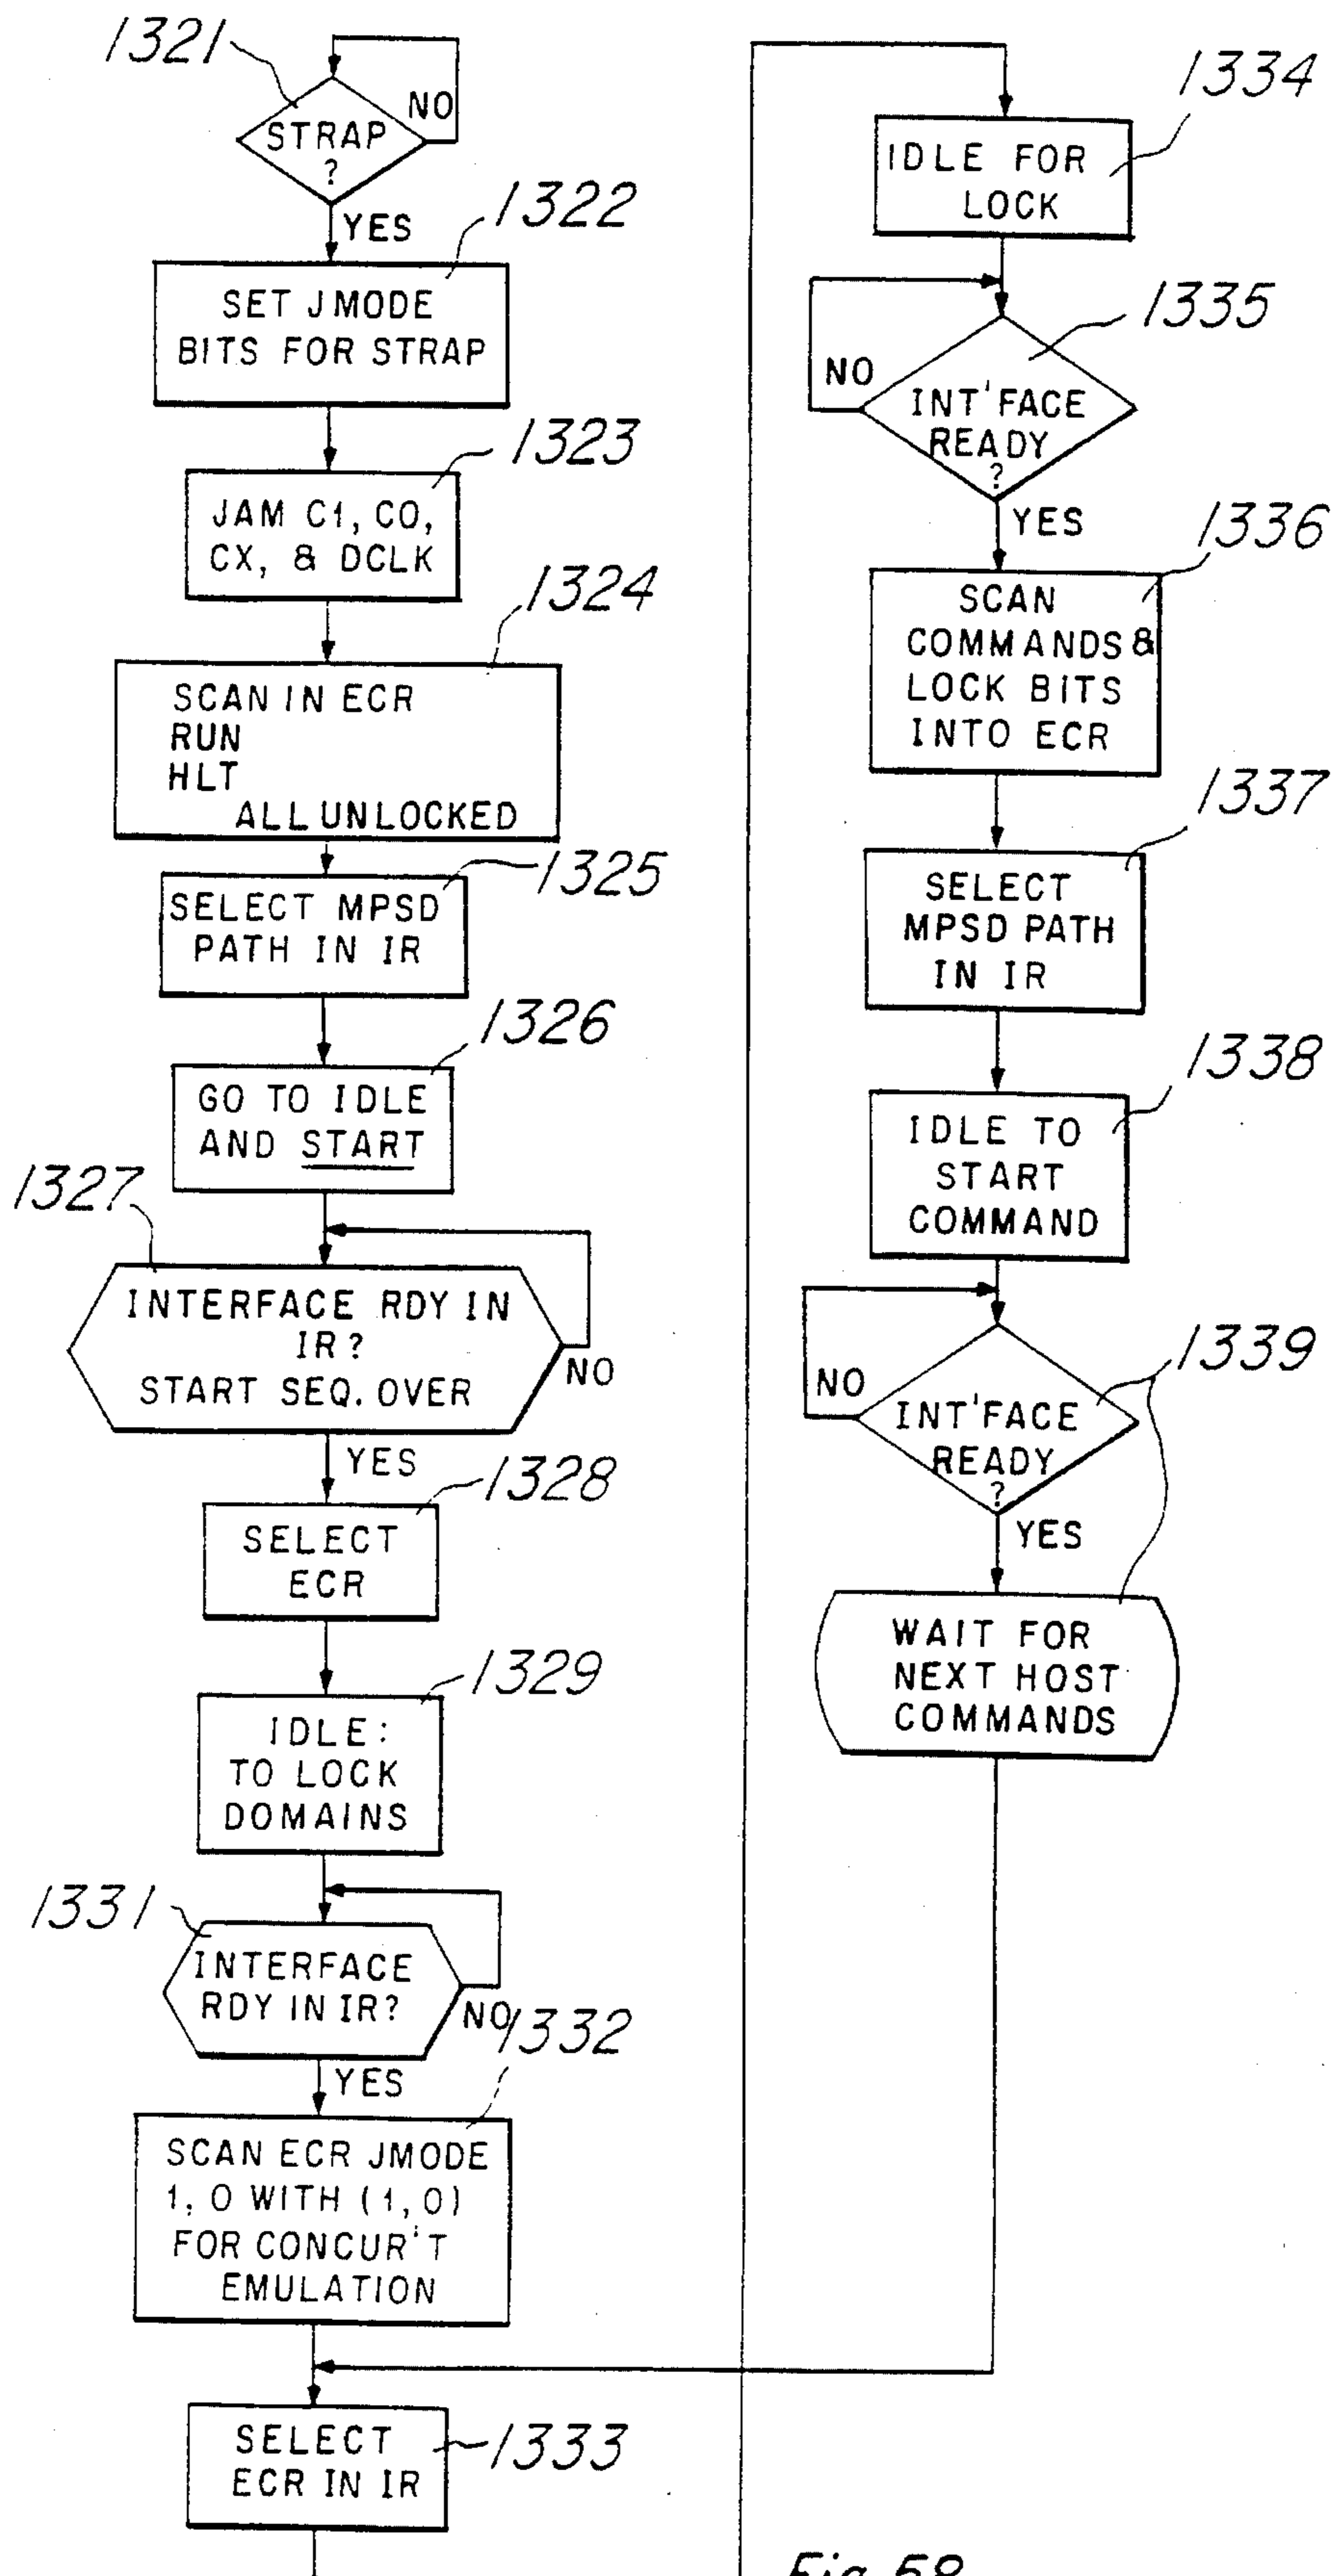 1321
NO
STRAP
?
YES
1322
SET JMODE
BITS FOR STRAP
1323
JAM C1, C0,
CX, & DCLK
1324
SCAN IN ECR
RUN
HLT
ALL UNLOCKED
1325
SELECT MPSD
PATH IN IR
1326
GO TO IDLE
AND START
1327
INTERFACE RDY IN
IR?
START SEQ. OVER
NO
YES
1328
SELECT
ECR
1329
IDLE:
TO LOCK
DOMAINS
1331
INTERFACE
RDY IN IR?
NO
YES
1332
SCAN ECR JMODE
1, 0 WITH (1,0)
FOR CONCUR'T
EMULATION
SELECT
ECR IN IR
1333
1334
IDLE FOR
LOCK
1335
NO
INT'FACE
READY
?
YES
1336
SCAN
COMMANDS &
LOCK BITS
INTO ECR
1337
SELECT
MPSD PATH
IN IR
1338
IDLE TO
START
COMMAND
1339
NO
INT'FACE
READY
?
YES
WAIT FOR
NEXT HOST
COMMANDS
Fig. 58